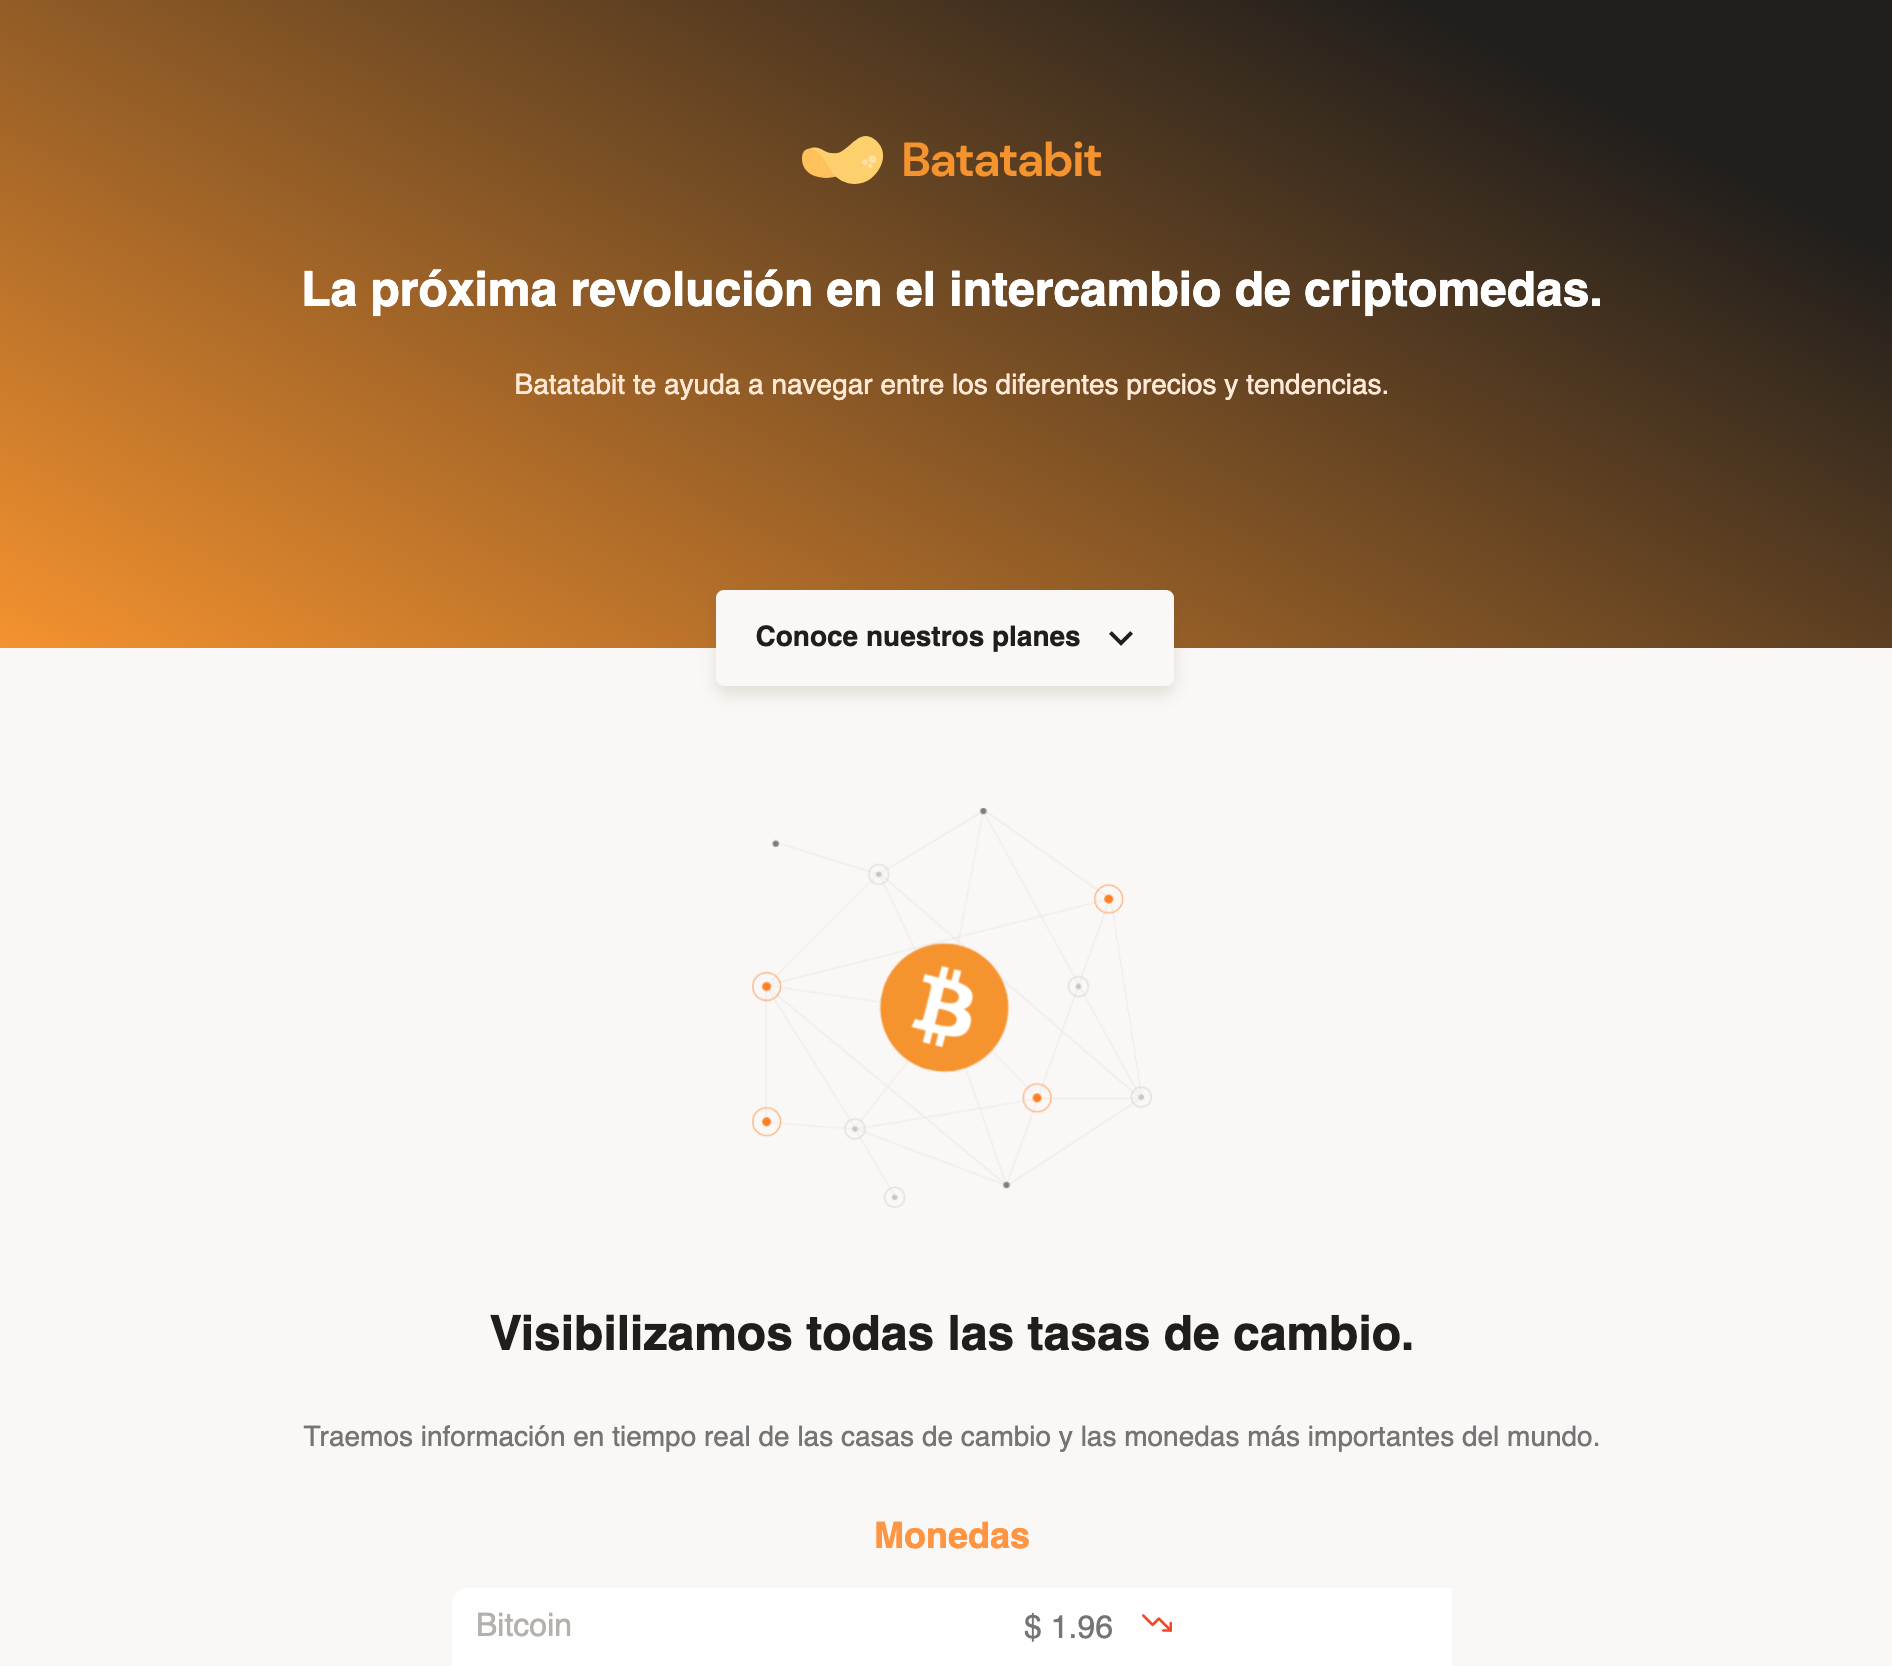 Batatabit
La próxima revolución en el intercambio de criptomedas.
Batatabit te ayuda a navegar entre los diferentes precios y tendencias.
Conoce nuestros planes
Visibilizamos todas las tasas de cambio.
Traemos información en tiempo real de las casas de cambio y las monedas más importantes del mundo.
Monedas
Bitcoin $ 1.96